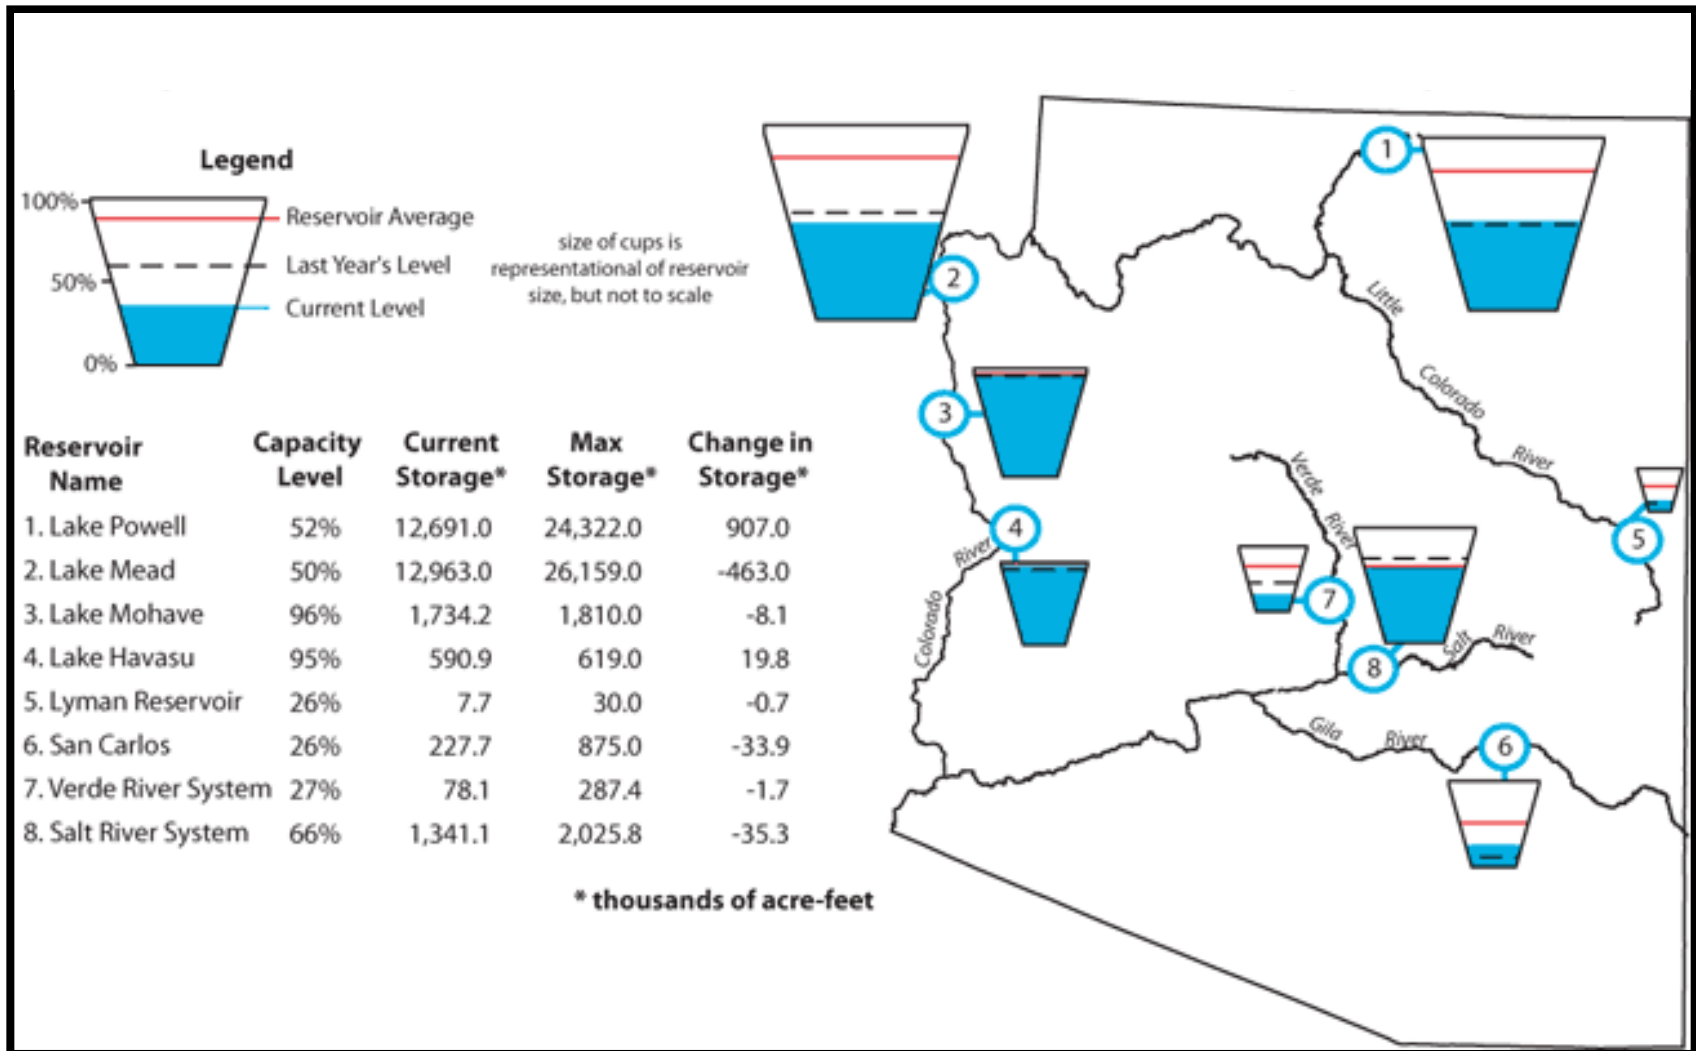 Legend
100%
50%
0%
Reservoir Average
Last Year's Level
Current Level
size of cups is
representational of reservoir
size, but not to scale
Reservoir Name Capacity Level Current Storage* Max Storage* Change in Storage*
1. Lake Powell 52% 12,691.0 24,322.0 907.0
2. Lake Mead 50% 12,963.0 26,159.0 -463.0
3. Lake Mohave 96% 1,734.2 1,810.0 -8.1
4. Lake Havasu 95% 590.9 619.0 19.8
5. Lyman Reservoir 26% 7.7 30.0 -0.7
6. San Carlos 26% 227.7 875.0 -33.9
7. Verde River System 27% 78.1 287.4 -1.7
8. Salt River System 66% 1,341.1 2,025.8 -35.3
* thousands of acre-feet
1
2
3
4
5
6
7
8
Little
Colorado
River
Verde
River
Colorado
River
Salt
River
Gila
River